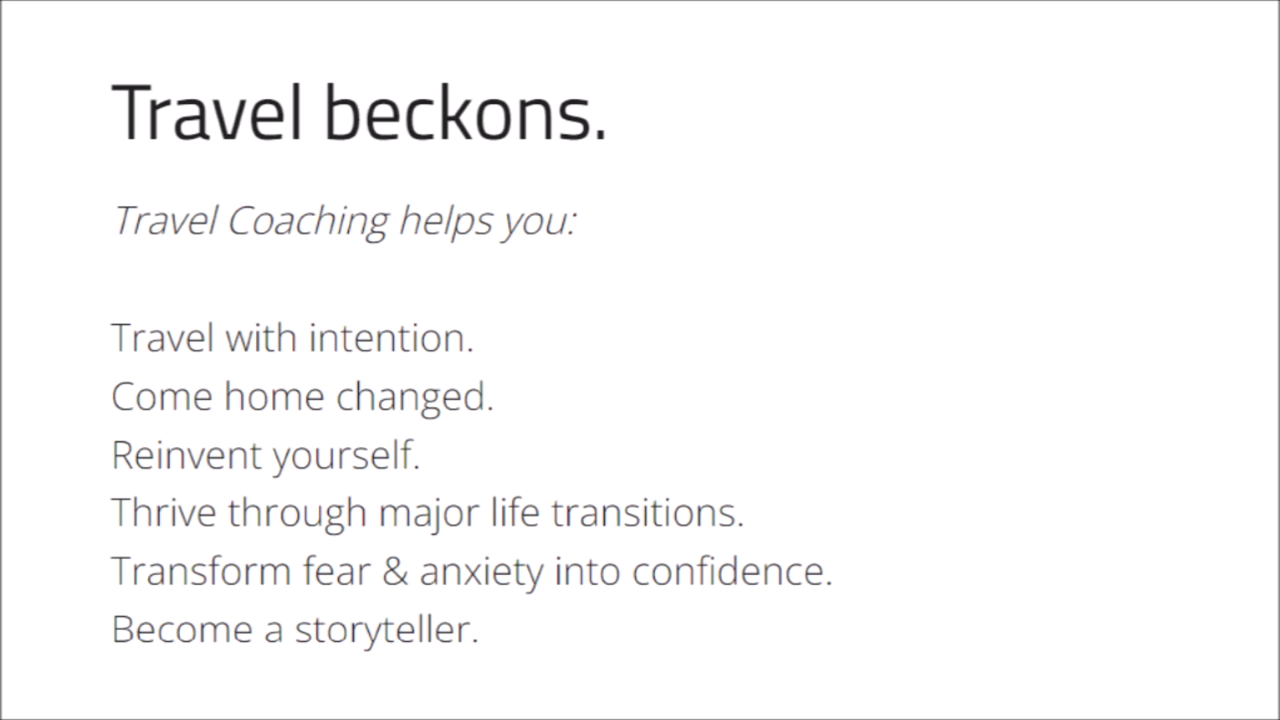 Travel beckons.
Travel Coaching helps you:
Travel with intention.
Come home changed.
Reinvent yourself.
Thrive through major life transitions.
Transform fear & anxiety into confidence.
Become a storyteller.